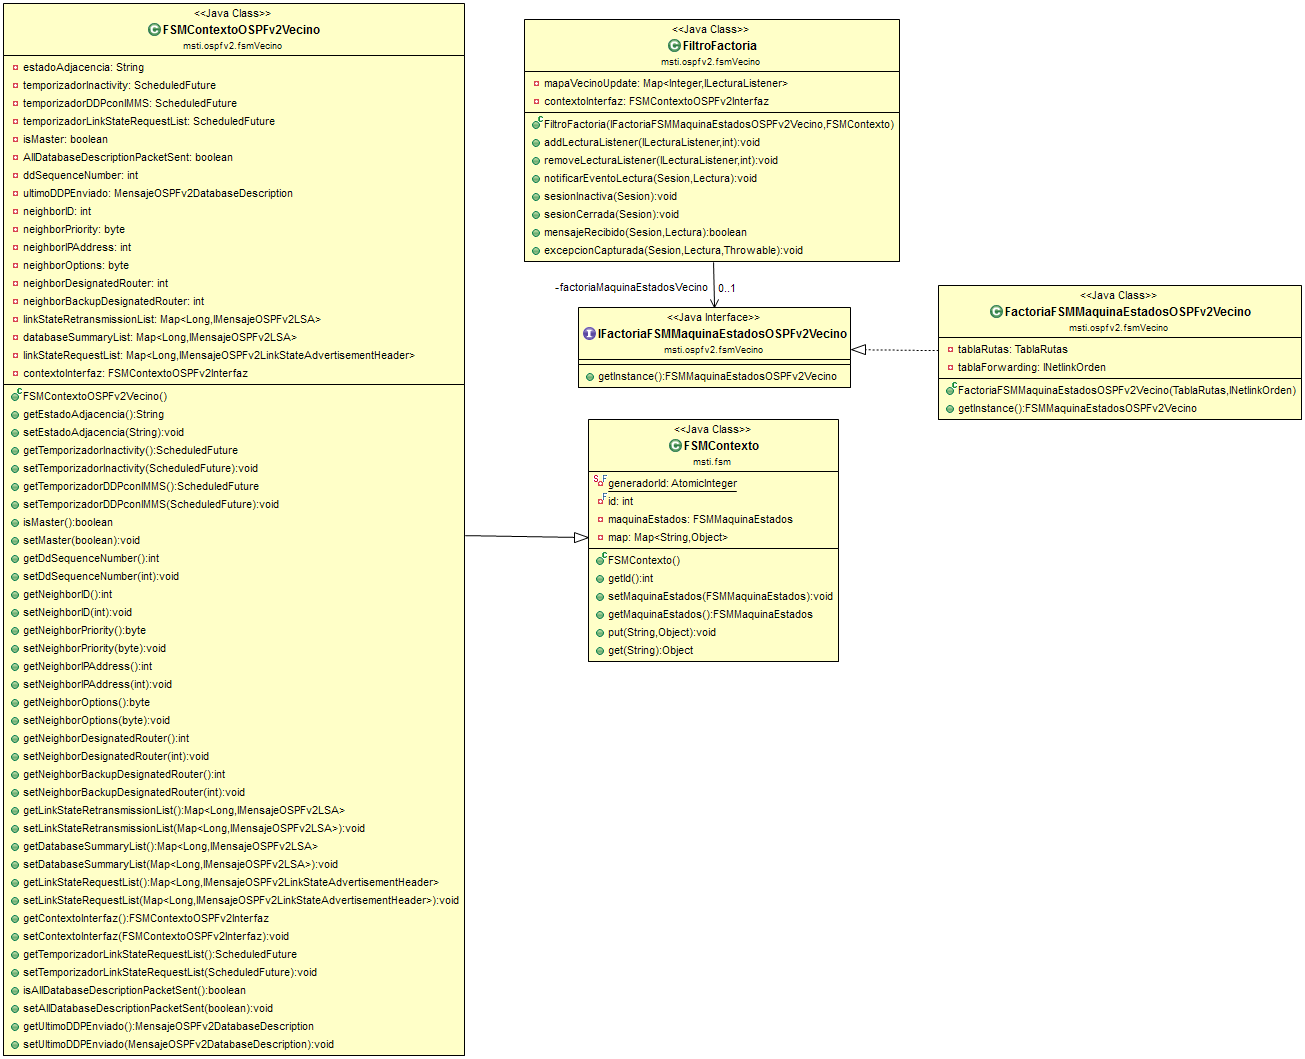 <<Java Class>>
FSMContextoOSPFv2Vecino
msti.ospfv2.fsmVecino
estadoAdjacencia: String
temporizadorInactivity: ScheduledFuture
temporizadorDDPconIMMS: ScheduledFuture
temporizadorLinkStateRequestList: ScheduledFuture
isMaster: boolean
AllDatabaseDescriptionPacketSent: boolean
ddSequenceNumber: int
ultimoDDPEnviado: MensajeOSPFv2DatabaseDescription
neighborID: int
neighborPriority: byte
neighborIPAddress: int
neighborOptions: byte
neighborDesignatedRouter: int
neighborBackupDesignatedRouter: int
linkStateRetransmissionList: Map<Long,IMensajeOSPFv2LSA>
databaseSummaryList: Map<Long,IMensajeOSPFv2LSA>
linkStateRequestList: Map<Long,IMensajeOSPFv2LinkStateAdvertisementHeader>
contextoInterfaz: FSMContextoOSPFv2Interfaz
FSMContextoOSPFv2Vecino()
getEstadoAdjacencia():String
setEstadoAdjacencia(String):void
getTemporizadorInactivity():ScheduledFuture
setTemporizadorInactivity(ScheduledFuture):void
getTemporizadorDDPconIMMS():ScheduledFuture
setTemporizadorDDPconIMMS(ScheduledFuture):void
isMaster():boolean
setMaster(boolean):void
getDdSequenceNumber():int
setDdSequenceNumber(int):void
getNeighborID():int
setNeighborID(int):void
getNeighborPriority():byte
setNeighborPriority(byte):void
getNeighborIPAddress():int
setNeighborIPAddress(int):void
getNeighborOptions():byte
setNeighborOptions(byte):void
getNeighborDesignatedRouter():int
setNeighborDesignatedRouter(int):void
getNeighborBackupDesignatedRouter():int
setNeighborBackupDesignatedRouter(int):void
getLinkStateRetransmissionList():Map<Long,IMensajeOSPFv2LSA>
setLinkStateRetransmissionList(Map<Long,IMensajeOSPFv2LSA>):void
getDatabaseSummaryList():Map<Long,IMensajeOSPFv2LSA>
setDatabaseSummaryList(Map<Long,IMensajeOSPFv2LSA>):void
getLinkStateRequestList():Map<Long,IMensajeOSPFv2LinkStateAdvertisementHeader>
setLinkStateRequestList(Map<Long,IMensajeOSPFv2LinkStateAdvertisementHeader>):void
getContextoInterfaz():FSMContextoOSPFv2Interfaz
setContextoInterfaz(FSMContextoOSPFv2Interfaz):void
getTemporizadorLinkStateRequestList():ScheduledFuture
setTemporizadorLinkStateRequestList(ScheduledFuture):void
isAllDatabaseDescriptionPacketSent():boolean
setAllDatabaseDescriptionPacketSent(boolean):void
getUltimoDDPEnviado():MensajeOSPFv2DatabaseDescription
setUltimoDDPEnviado(MensajeOSPFv2DatabaseDescription):void
<<Java Class>>
FiltroFactoria
msti.ospfv2.fsmVecino
mapaVecinoUpdate: Map<Integer,ILecturaListener>
contextoInterfaz: FSMContextoOSPFv2Interfaz
FiltroFactoria(IFactoriaFSMMaquinaEstadosOSPFv2Vecino,FSMContexto)
addLecturaListener(ILecturaListener,int):void
removeLecturaListener(ILecturaListener,int):void
notificarEventoLectura(Sesion,Lectura):void
sesionInactiva(Sesion):void
sesionCerrada(Sesion):void
mensajeRecibido(Sesion,Lectura):boolean
excepcionCapturada(Sesion,Lectura,Throwable):void
-factoriaMaquinaEstadosVecino 0..1
<<Java Interface>>
IFactoriaFSMMaquinaEstadosOSPFv2Vecino
msti.ospfv2.fsmVecino
getInstance():FSMMaquinaEstadosOSPFv2Vecino
<<Java Class>>
FactoriaFSMMaquinaEstadosOSPFv2Vecino
msti.ospfv2.fsmVecino
tablaRutas: TablaRutas
tablaForwarding: INetlinkOrden
FactoriaFSMMaquinaEstadosOSPFv2Vecino(TablaRutas,INetlinkOrden)
getInstance():FSMMaquinaEstadosOSPFv2Vecino
<<Java Class>>
FSMContexto
msti.fsm
generadorId: AtomicInteger
id: int
maquinaEstados: FSMMaquinaEstados
map: Map<String,Object>
FSMContexto()
getId():int
setMaquinaEstados(FSMMaquinaEstados):void
getMaquinaEstados():FSMMaquinaEstados
put(String,Object):void
get(String):Object